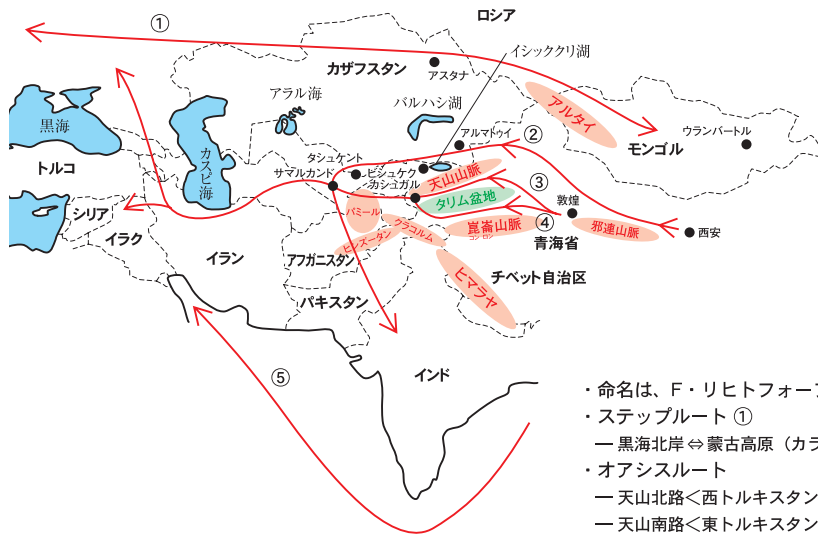 ロシア
①
イシッククリ湖
カザフスタン
アスタナ
アラル海
バルハシ湖
アルタイ
黒海
カスピ海
アルマトゥイ
②
ウランバートル
モンゴル
トルコ
タシュケント
ビシュケク
サマルカンド
カシュガル
天山山脈
③
タリム盆地
敦煌
シリア
パミール
クラコルム
崑崙山脈
コンロン
④
邪連山脈
西安
イラク
イラン
アフガニスタン
ヒンズータン
青海省
ヒマラヤ
チベット自治区
パキスタン
⑤
インド
・命名は、F・リヒトフォー
・ステップルート ①
― 黒海北岸⇔蒙古高原（カラ
・オアシスルート
― 天山北路＜西トルキスタン
― 天山南路＜東トルキスタン